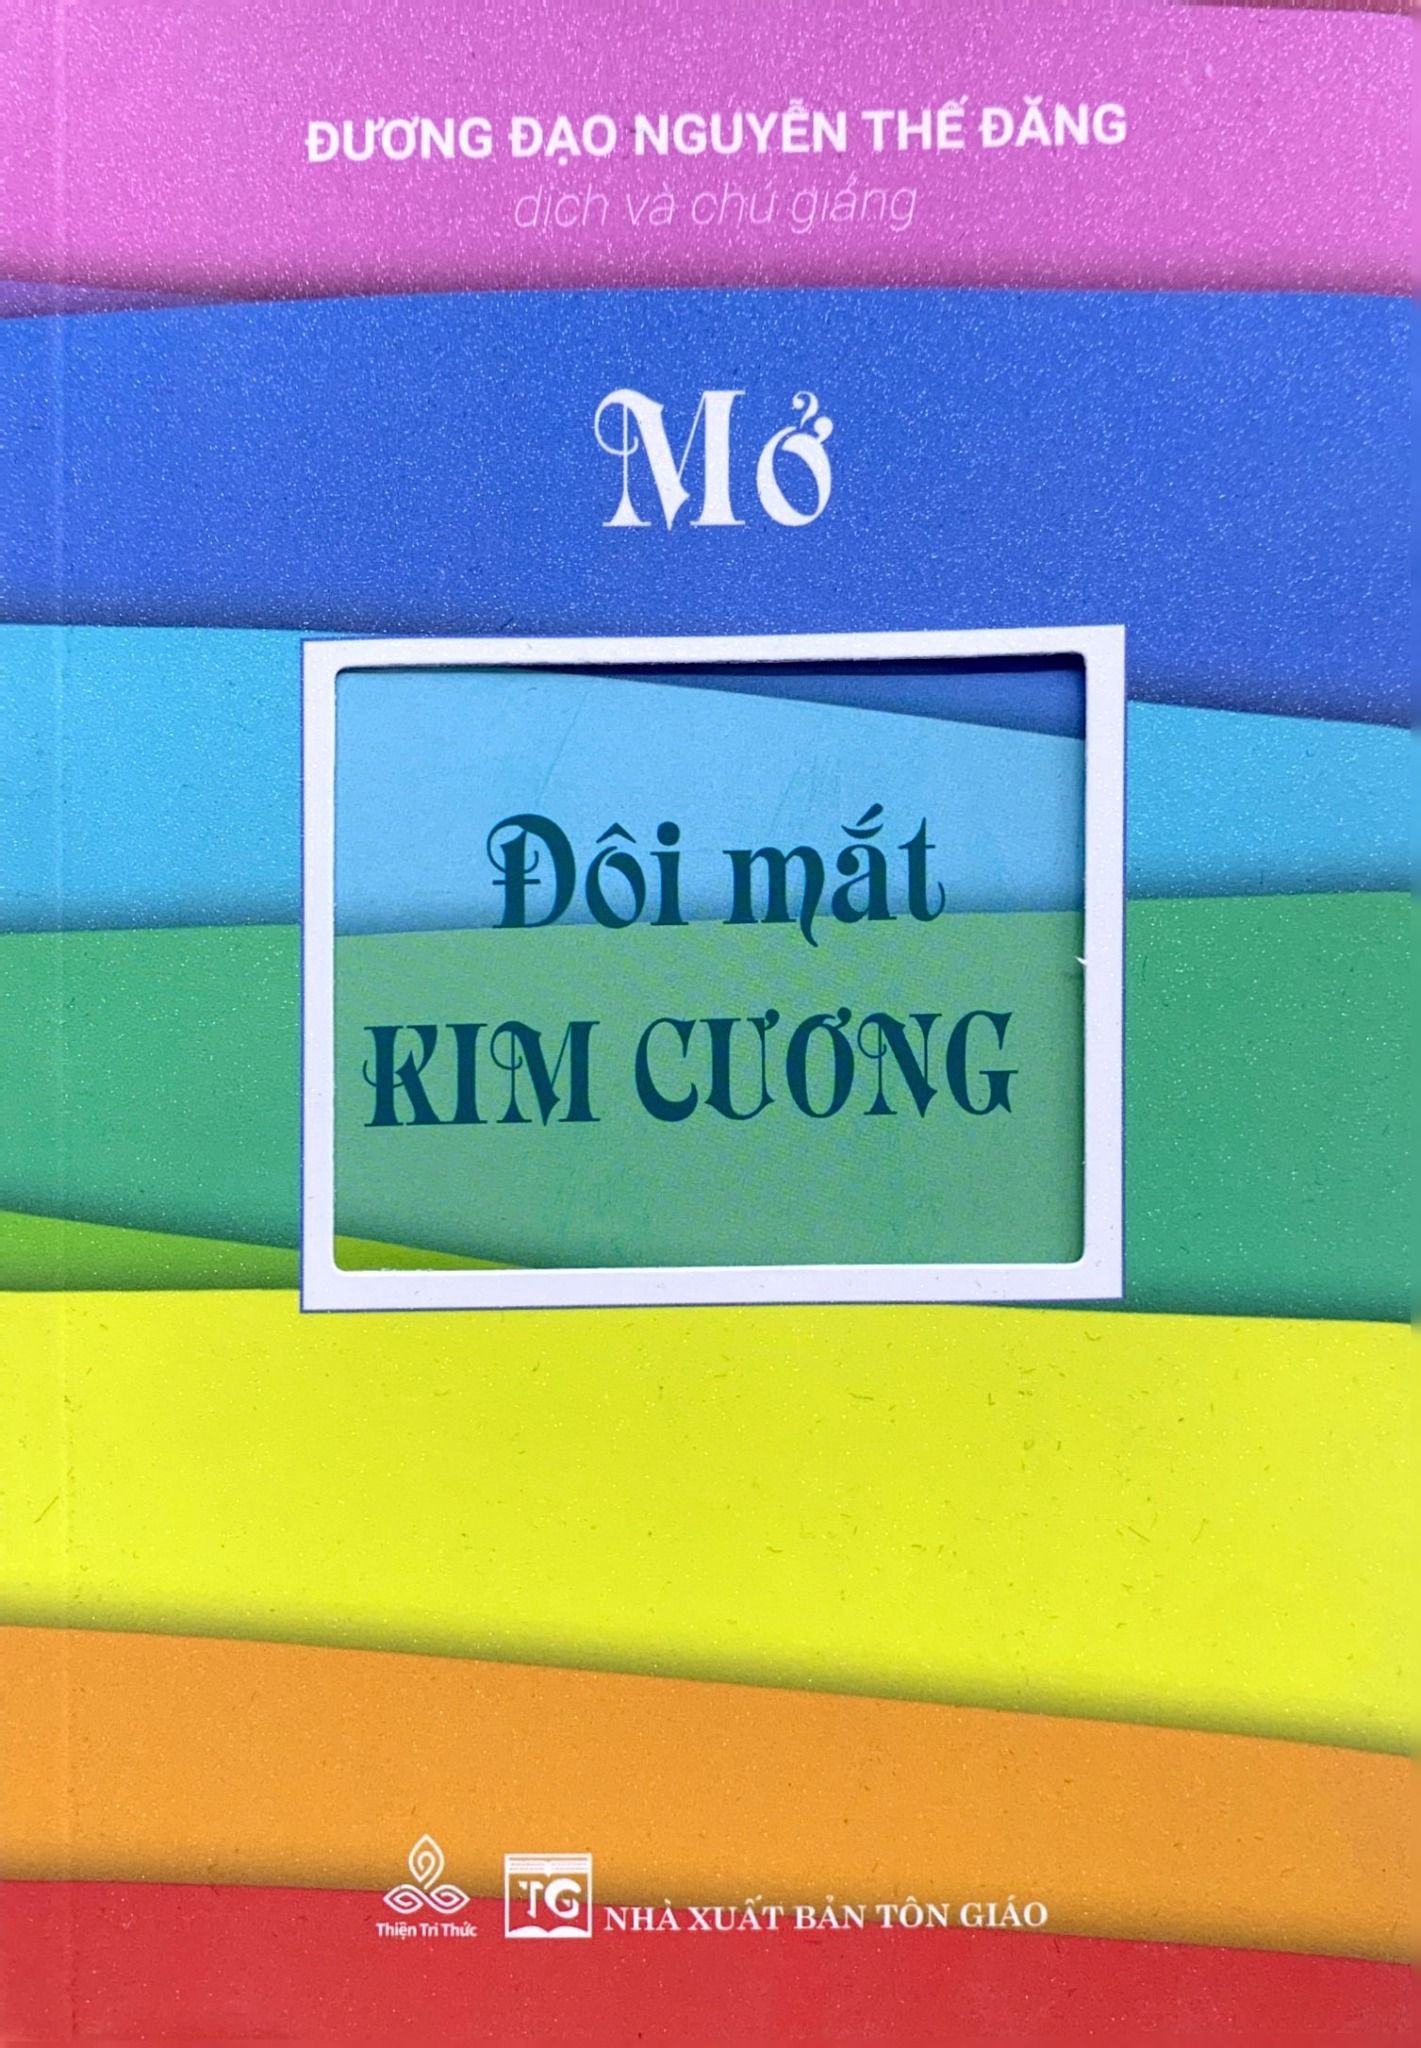 ĐƯƠNG ĐẠO NGUYỄN THẾ ĐĂNG
dịch và chú giảng
Mở
Đôi mắt
KIM CƯƠNG
Thiện Tri Thức
TG
NHÀ XUẤT BẢN TÔN GIÁO